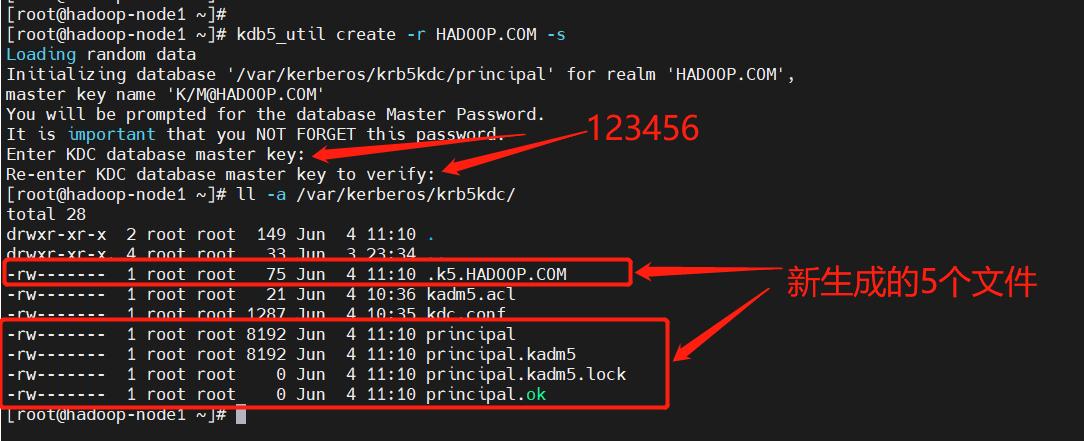 [root@hadoop-node1 ~]#
[root@hadoop-node1 ~]# kdb5_util create -r HADOOP.COM -s
Loading random data
Initializing database '/var/kerberos/krb5kdc/principal' for realm 'HADOOP.COM',
master key name 'K/M@HADOOP.COM'
You will be prompted for the database Master Password.
It is important that you NOT FORGET this password.
123456
Enter KDC database master key:
Re-enter KDC database master key to verify:
[root@hadoop-node1 ~]# ll -a /var/kerberos/krb5kdc/
total 28
drwxr-xr-x 2 root root 149 Jun 4 11:10 .
drwxr-xr-x. 4 root root 33 Jun 3 23:34 ..
-rw------- 1 root root 75 Jun 4 11:10 .k5.HADOOP.COM
新生成的5个文件
-rw------- 1 root root 21 Jun 4 10:36 kadm5.acl
-rw------- 1 root root 1287 Jun 4 10:35 kdc.conf
-rw------- 1 root root 8192 Jun 4 11:10 principal
-rw------- 1 root root 8192 Jun 4 11:10 principal.kadm5
-rw------- 1 root root 0 Jun 4 11:10 principal.kadm5.lock
-rw------- 1 root root 0 Jun 4 11:10 principal.ok
[root@hadoop-node1 ~]#